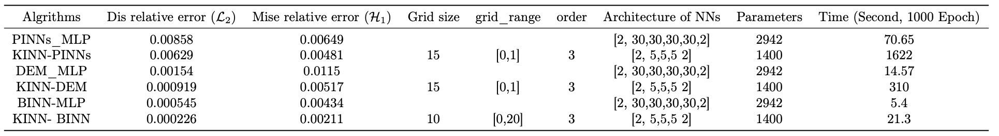 Algorithms Dis relative error (ℒ₂) Mise relative error (ℋ₁) Grid size grid_range order Architecture of NNs Parameters Time (Second, 1000 Epoch)
PINNs_MLP 0.00858 0.00649 [2, 30,30,30,30,2] 2942 70.65
KINN-PINNs 0.00629 0.00481 15 [0,1] 3 [2, 5,5,5 2] 1400 1622
DEM_MLP 0.00154 0.0115 [2, 30,30,30,30,2] 2942 14.57
KINN-DEM 0.000919 0.00517 15 [0,1] 3 [2, 5,5,5 2] 1400 310
BINN-MLP 0.000545 0.00434 [2, 30,30,30,30,2] 2942 5.4
KINN- BINN 0.000226 0.00211 10 [0,20] 3 [2, 5,5,5 2] 1400 21.3